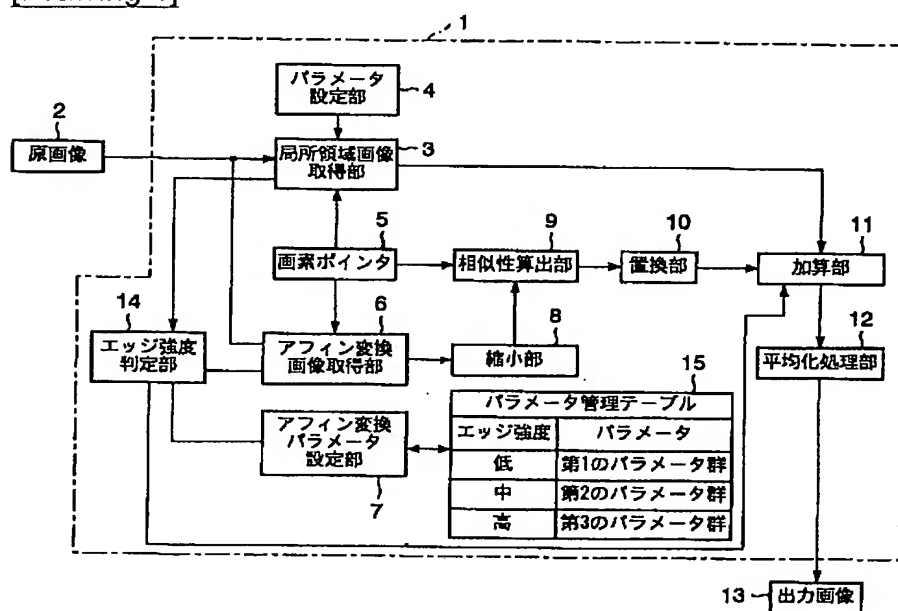 1
パラメータ
設定部
4
2
原画像
局所領域画像
取得部
3
5
画素ポインタ
9
相似性算出部
10
置換部
11
加算部
14
エッジ強度
判定部
6
アフィン変換
画像取得部
8
縮小部
12
平均化処理部
15
パラメータ管理テーブル
エッジ強度 パラメータ
低 第1のパラメータ群
中 第2のパラメータ群
高 第3のパラメータ群
アフィン変換
パラメータ
設定部
7
13 出力画像